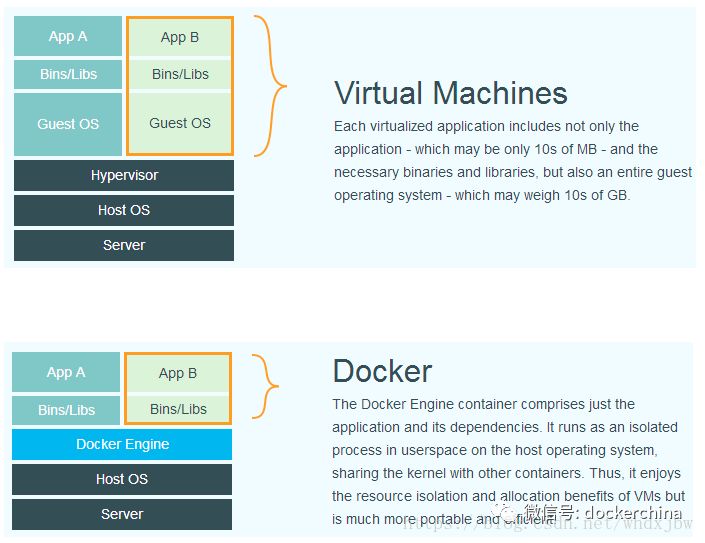 App A
App B
Bins/Libs
Bins/Libs
Guest OS
Guest OS
Hypervisor
Host OS
Server
Virtual Machines
Each virtualized application includes not only the
application - which may be only 10s of MB - and the
necessary binaries and libraries, but also an entire guest
operating system - which may weigh 10s of GB.
App A
App B
Bins/Libs
Bins/Libs
Docker Engine
Host OS
Server
Docker
The Docker Engine container comprises just the
application and its dependencies. It runs as an isolated
process in userspace on the host operating system,
sharing the kernel with other containers. Thus, it enjoys
the resource isolation and allocation benefits of VMs but
is much more portable and efficient.
微信号: dockerchina
https://blog.csdn.net/whdxjbw